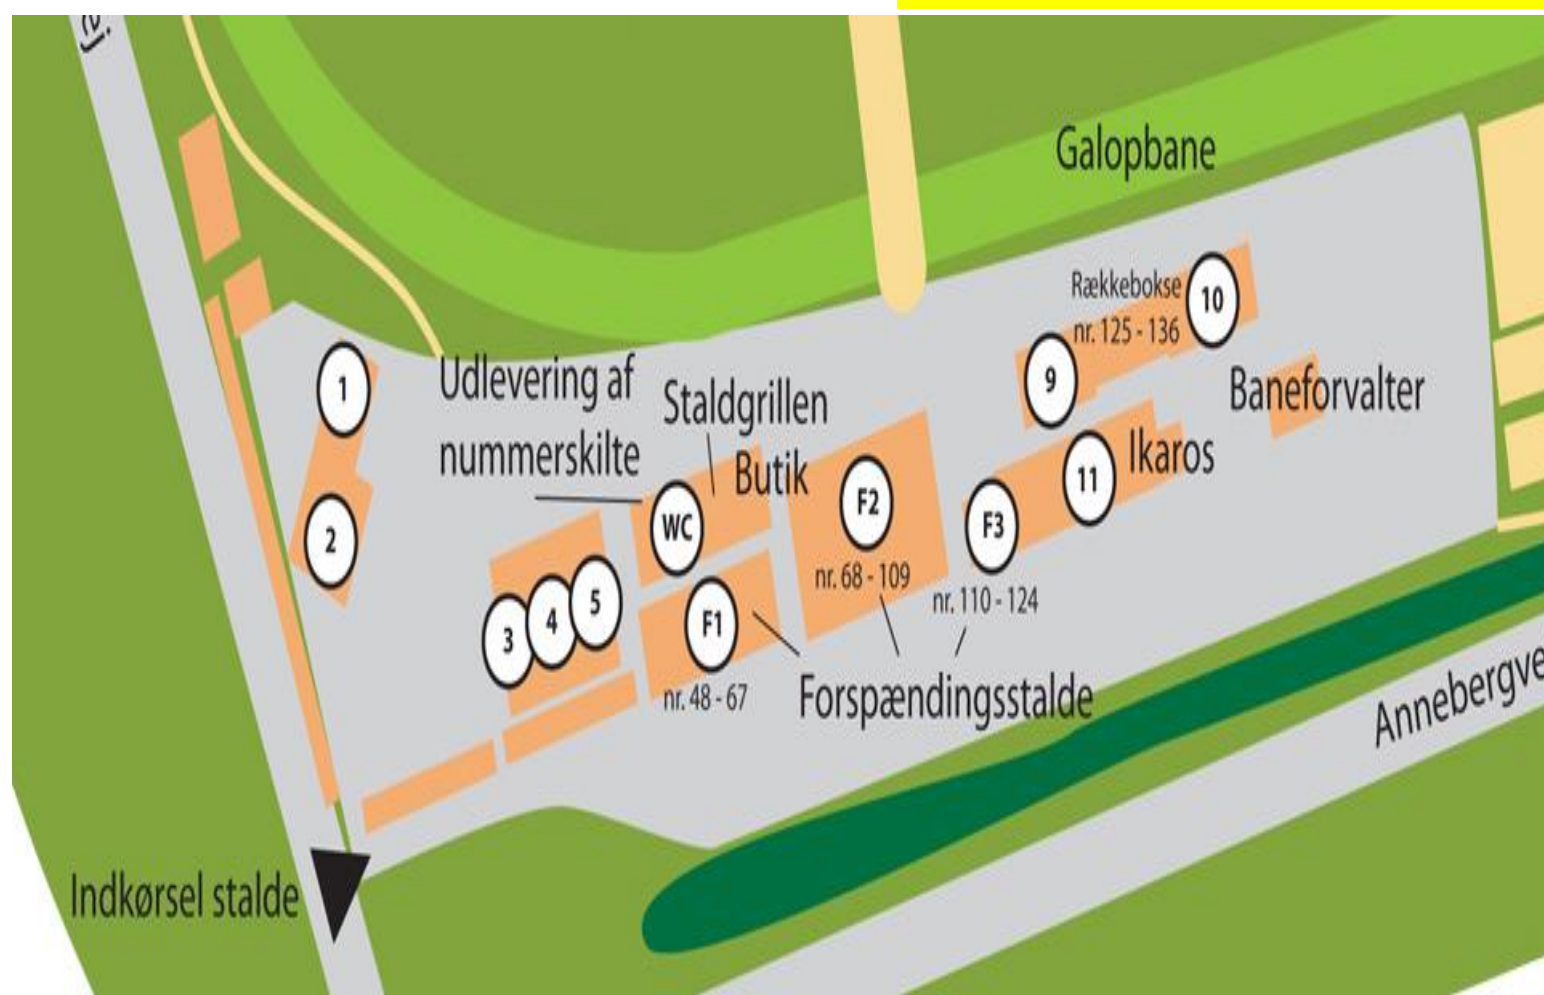 Galopbane
Rækkebokse
nr. 125 - 136
10
9
1
Udlevering af
nummerskilte
Staldgrillen
Butik
Baneforvalter
Ikaros
11
F2
F3
WC
2
nr. 68 - 109
nr. 110 - 124
5
4
3
F1
nr. 48 - 67
Forspændingsstalde
Indkørsel stalde